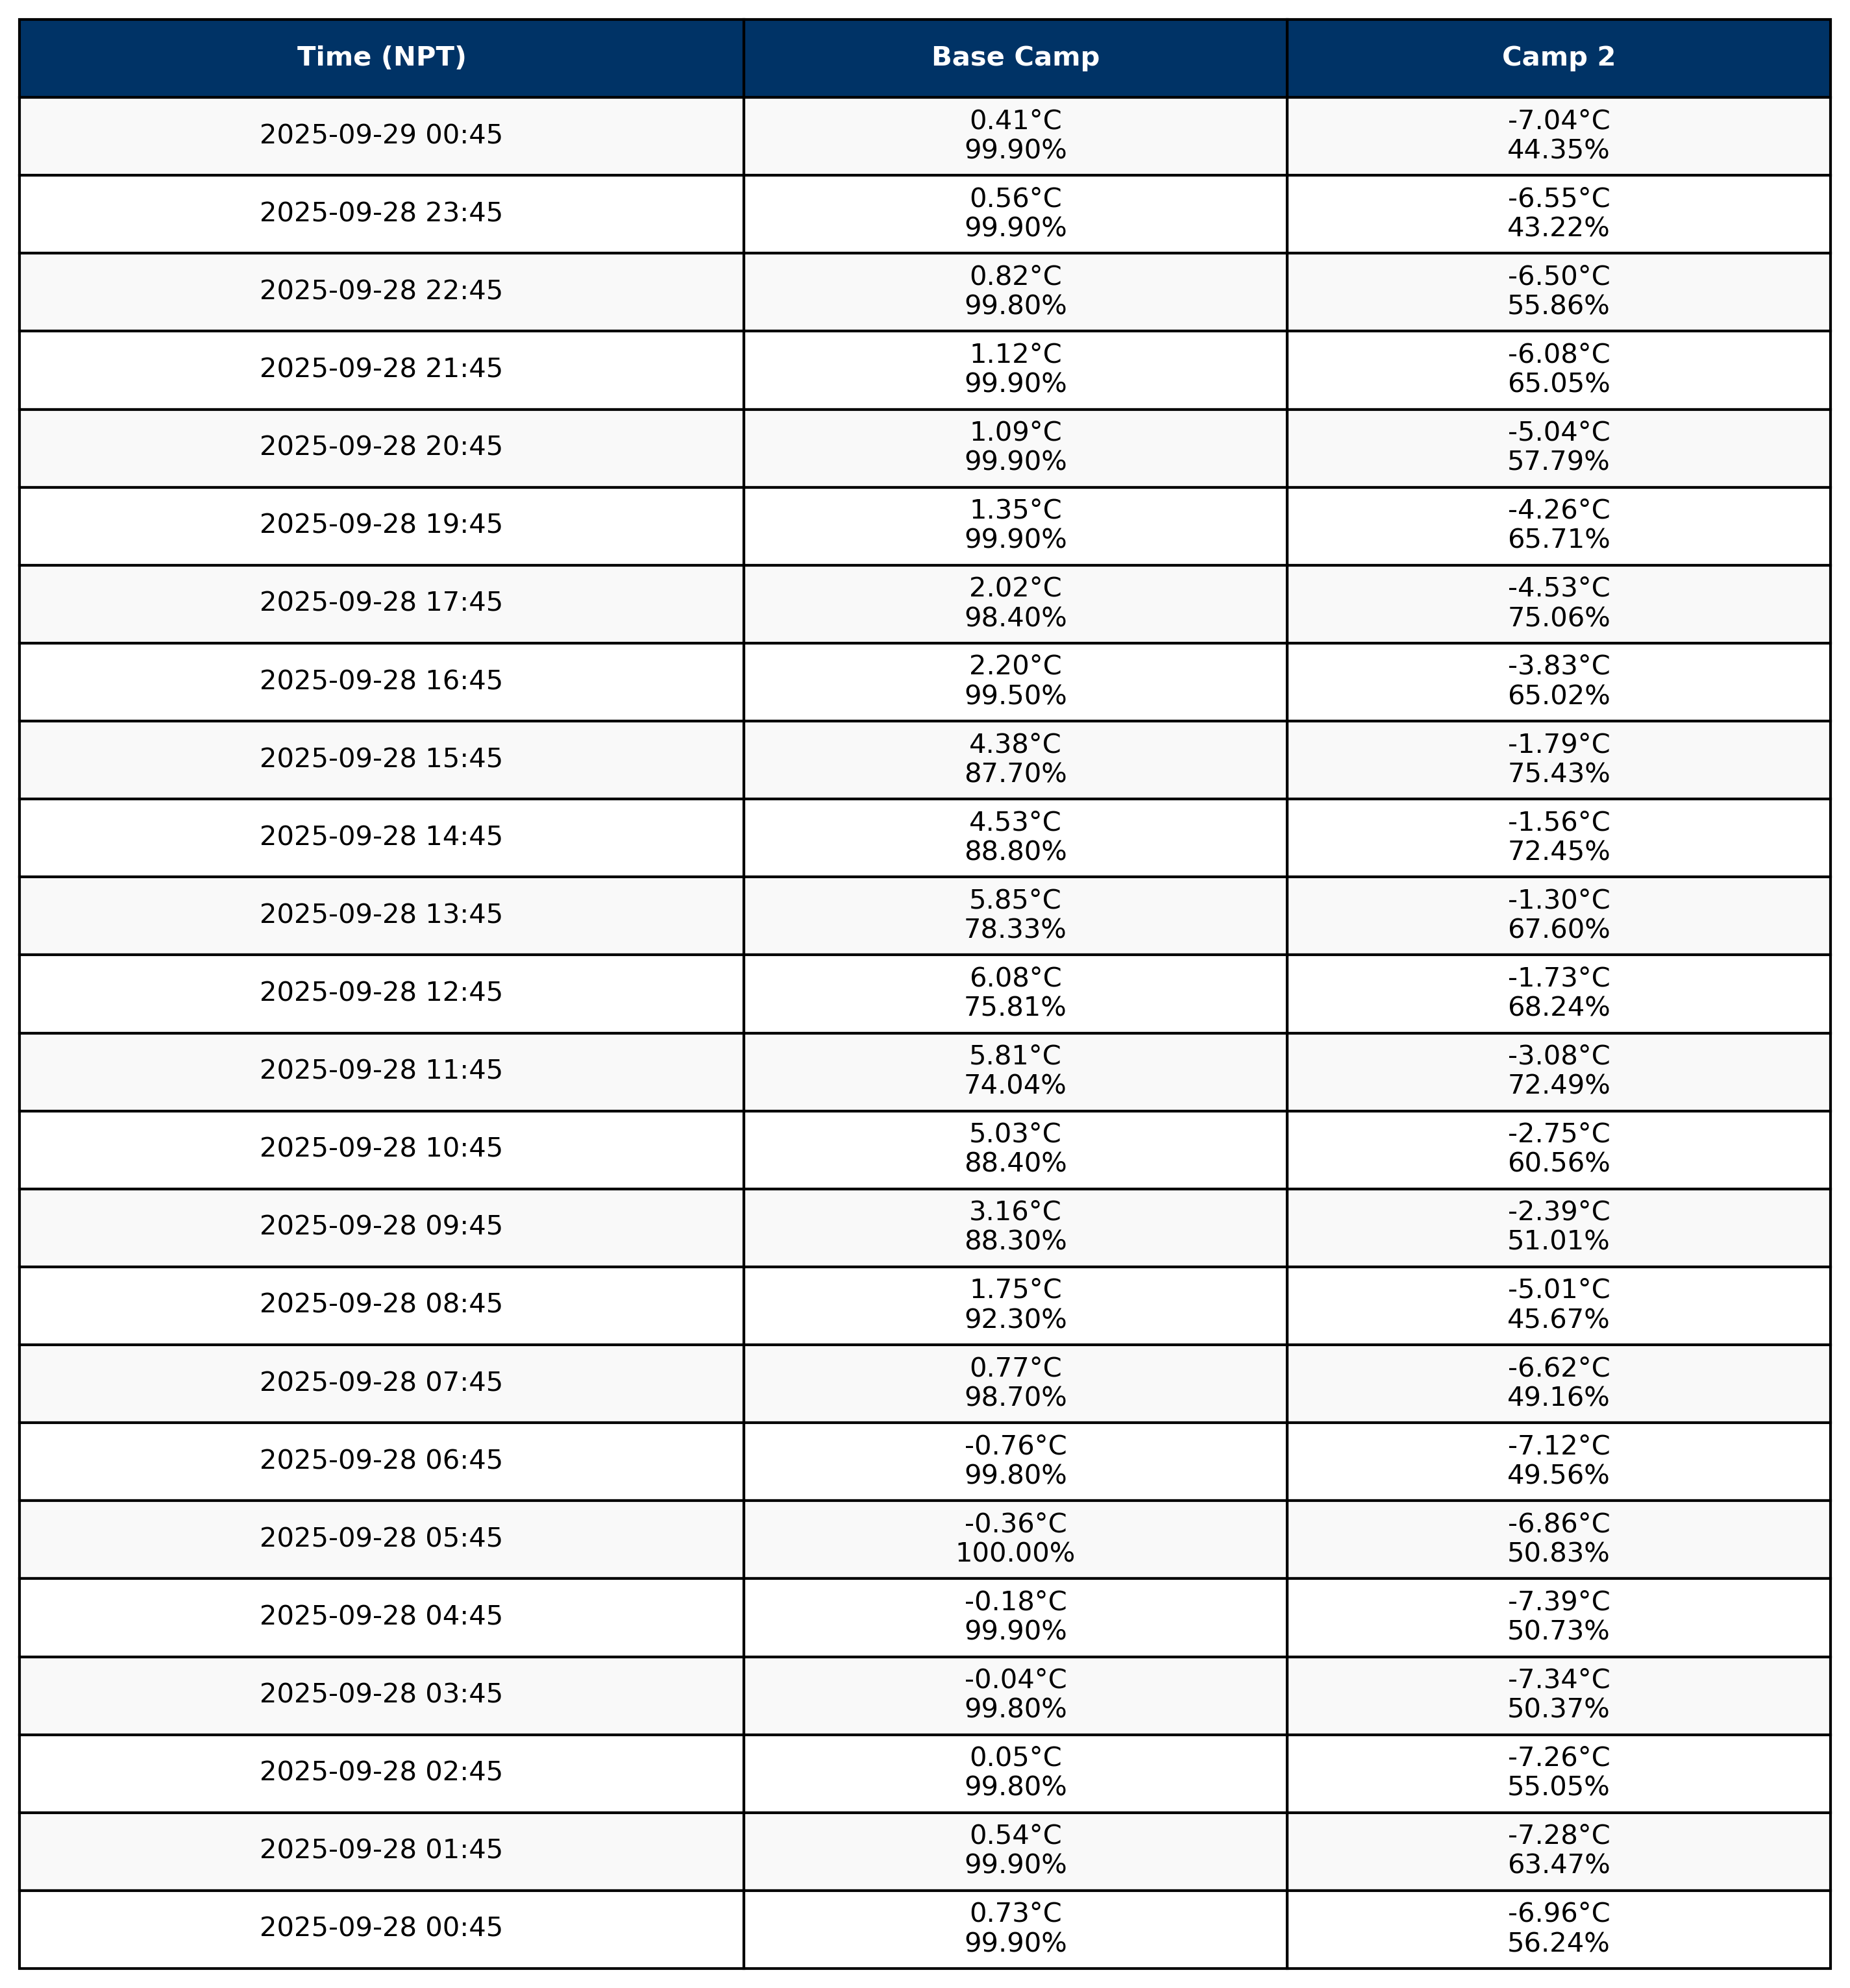 Time (NPT) Base Camp Camp 2
0.41°C -7.04°C
2025-09-29 00:45
99.90% 44.35%
0.56°C -6.55°C
2025-09-28 23:45
99.90% 43.22%
0.82°C -6.50°C
2025-09-28 22:45
99.80% 55.86%
1.12°C -6.08°C
2025-09-28 21:45
99.90% 65.05%
1.09°C -5.04°C
2025-09-28 20:45
99.90% 57.79%
1.35°C -4.26°C
2025-09-28 19:45
99.90% 65.71%
2.02°C -4.53°C
2025-09-28 17:45
98.40% 75.06%
2.20°C -3.83°C
2025-09-28 16:45
99.50% 65.02%
4.38°C -1.79°C
2025-09-28 15:45
87.70% 75.43%
4.53°C -1.56°C
2025-09-28 14:45
88.80% 72.45%
5.85°C -1.30°C
2025-09-28 13:45
78.33% 67.60%
6.08°C -1.73°C
2025-09-28 12:45
75.81% 68.24%
5.81°C -3.08°C
2025-09-28 11:45
74.04% 72.49%
5.03°C -2.75°C
2025-09-28 10:45
88.40% 60.56%
3.16°C -2.39°C
2025-09-28 09:45
88.30% 51.01%
1.75°C -5.01°C
2025-09-28 08:45
92.30% 45.67%
0.77°C -6.62°C
2025-09-28 07:45
98.70% 49.16%
-0.76°C -7.12°C
2025-09-28 06:45
99.80% 49.56%
-0.36°C -6.86°C
2025-09-28 05:45
100.00% 50.83%
-0.18°C -7.39°C
2025-09-28 04:45
99.90% 50.73%
-0.04°C -7.34°C
2025-09-28 03:45
99.80% 50.37%
0.05°C -7.26°C
2025-09-28 02:45
99.80% 55.05%
0.54°C -7.28°C
2025-09-28 01:45
99.90% 63.47%
0.73°C -6.96°C
2025-09-28 00:45
99.90% 56.24%